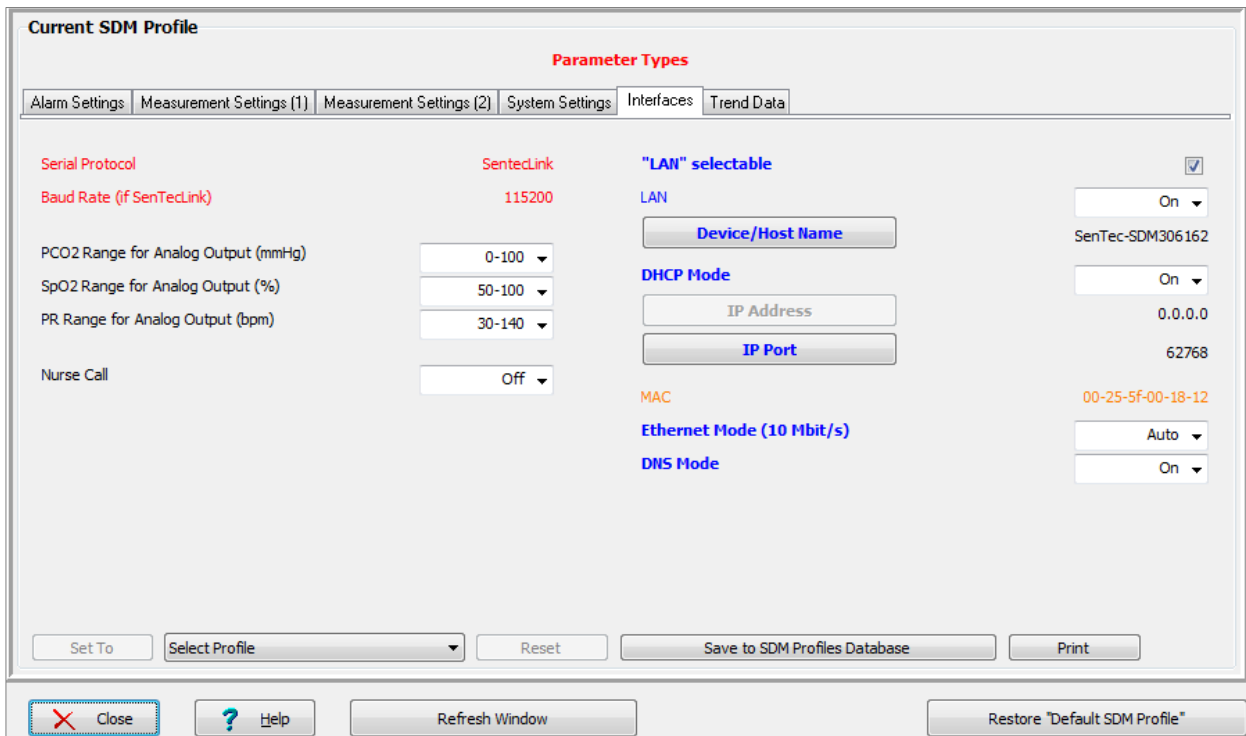 Current SDM Profile
Parameter Types
Alarm Settings Measurement Settings (1) Measurement Settings (2) System Settings Interfaces Trend Data
Serial Protocol SentecLink
Baud Rate (if SenTecLink) 115200
PCO2 Range for Analog Output (mmHg) 0-100
SpO2 Range for Analog Output (%) 50-100
PR Range for Analog Output (bpm) 30-140
Nurse Call Off
"LAN" selectable
LAN On
Device/Host Name SenTec-SDM306162
DHCP Mode On
IP Address 0.0.0.0
IP Port 62768
MAC 00-25-5f-00-18-12
Ethernet Mode (10 Mbit/s) Auto
DNS Mode On
Set To Select Profile Reset Save to SDM Profiles Database Print
Close ? Help Refresh Window Restore "Default SDM Profile"